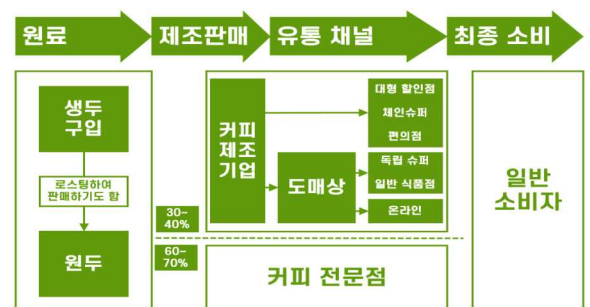 원료
제조판매
유통 채널
최종 소비
생두
구입
로스팅하여
판매하기도 함
원두
30~
40%
60~
70%
커피
제조
기업
도매상
대형 할인점
체인슈퍼
편의점
독립 슈퍼
일반 식품점
온라인
커피 전문점
일반
소비자